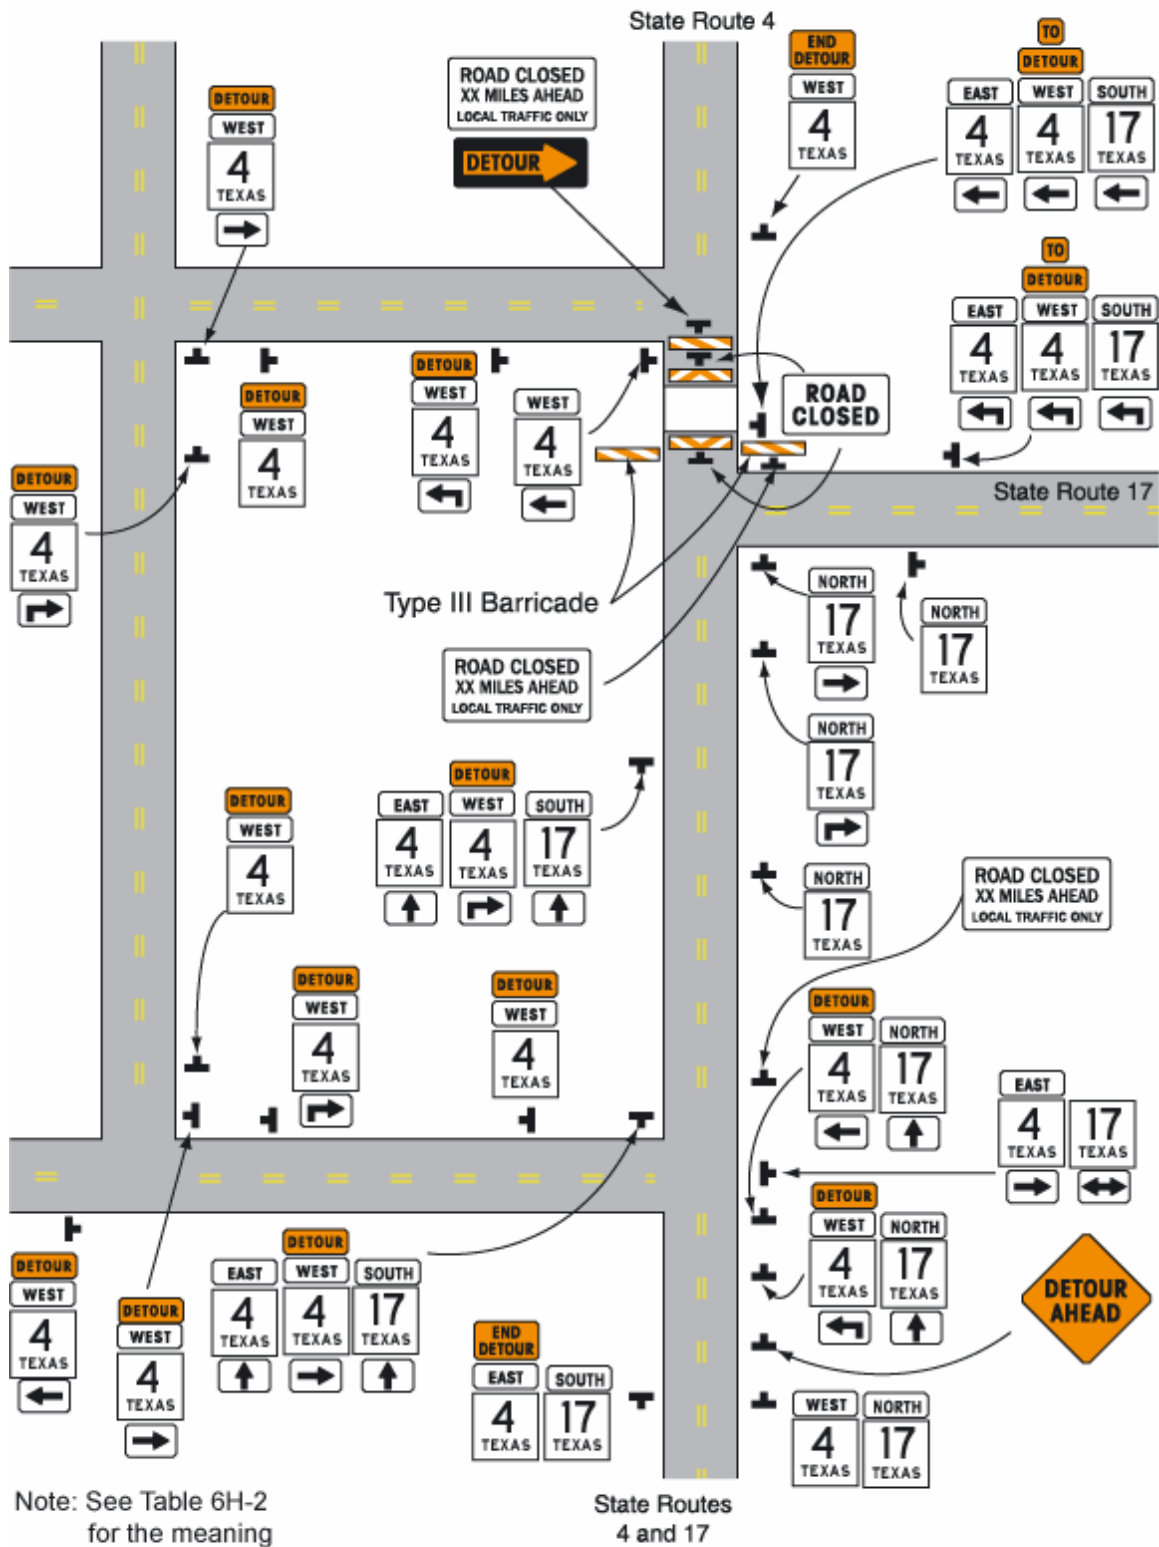 State Route 4
END
DETOUR
WEST
4
TEXAS
TO
DETOUR
EAST
WEST
SOUTH
4
4
17
TEXAS
TEXAS
TEXAS
ROAD CLOSED
XX MILES AHEAD
LOCAL TRAFFIC ONLY
DETOUR
DETOUR
WEST
4
TEXAS
TO
DETOUR
EAST
WEST
SOUTH
4
4
17
TEXAS
TEXAS
TEXAS
DETOUR
WEST
4
TEXAS
DETOUR
WEST
4
TEXAS
WEST
4
TEXAS
ROAD
CLOSED
DETOUR
WEST
4
TEXAS
State Route 17
Type III Barricade
NORTH
17
TEXAS
NORTH
17
TEXAS
ROAD CLOSED
XX MILES AHEAD
LOCAL TRAFFIC ONLY
NORTH
17
TEXAS
DETOUR
WEST
4
TEXAS
DETOUR
EAST
WEST
SOUTH
4
4
17
TEXAS
TEXAS
TEXAS
NORTH
17
TEXAS
ROAD CLOSED
XX MILES AHEAD
LOCAL TRAFFIC ONLY
DETOUR
WEST
4
TEXAS
DETOUR
WEST
4
TEXAS
DETOUR
WEST
NORTH
4
17
TEXAS
TEXAS
EAST
4
17
TEXAS
TEXAS
DETOUR
WEST
NORTH
4
17
TEXAS
TEXAS
DETOUR
AHEAD
DETOUR
WEST
4
TEXAS
DETOUR
WEST
4
TEXAS
DETOUR
EAST
WEST
SOUTH
4
4
17
TEXAS
TEXAS
TEXAS
END
DETOUR
EAST
SOUTH
4
17
TEXAS
TEXAS
WEST
NORTH
4
17
TEXAS
TEXAS
Note: See Table 6H-2
for the meaning
State Routes
4 and 17